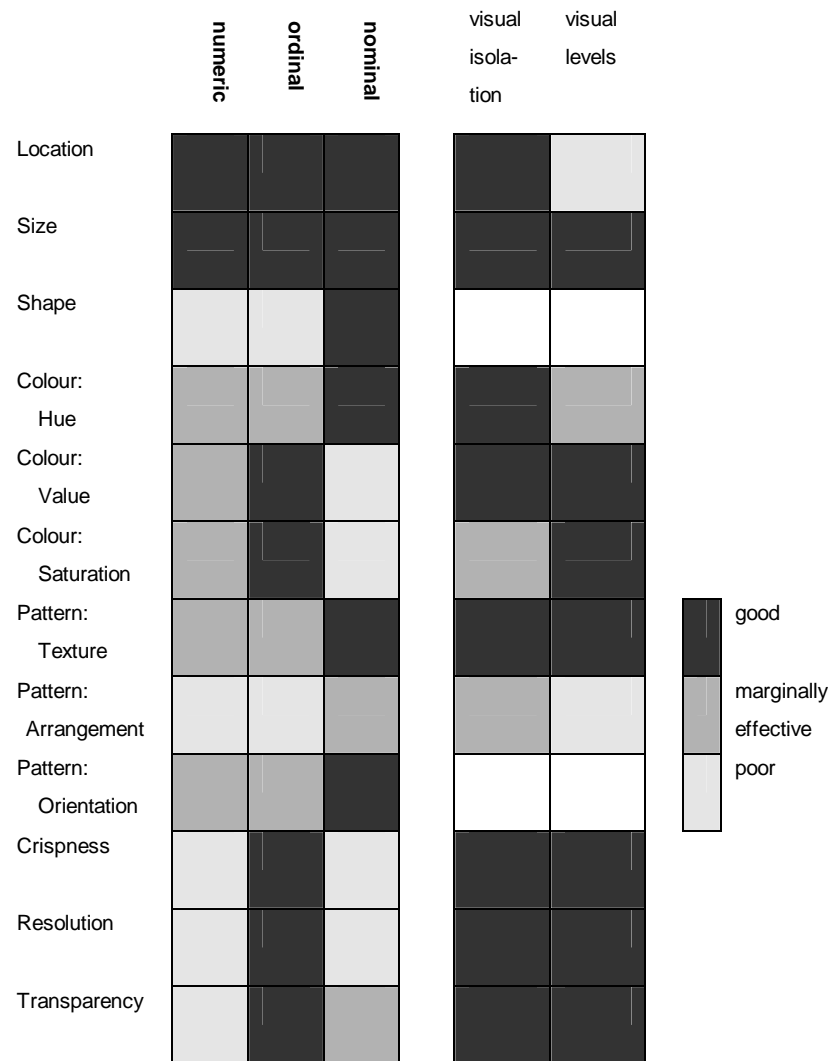 numeric
ordinal
nominal
visual
isola-
tion
visual
levels
Location
Size
Shape
Colour:
Hue
Colour:
Value
Colour:
Saturation
Pattern:
Texture
Pattern:
Arrangement
Pattern:
Orientation
Crispness
Resolution
Transparency
good
marginally
effective
poor